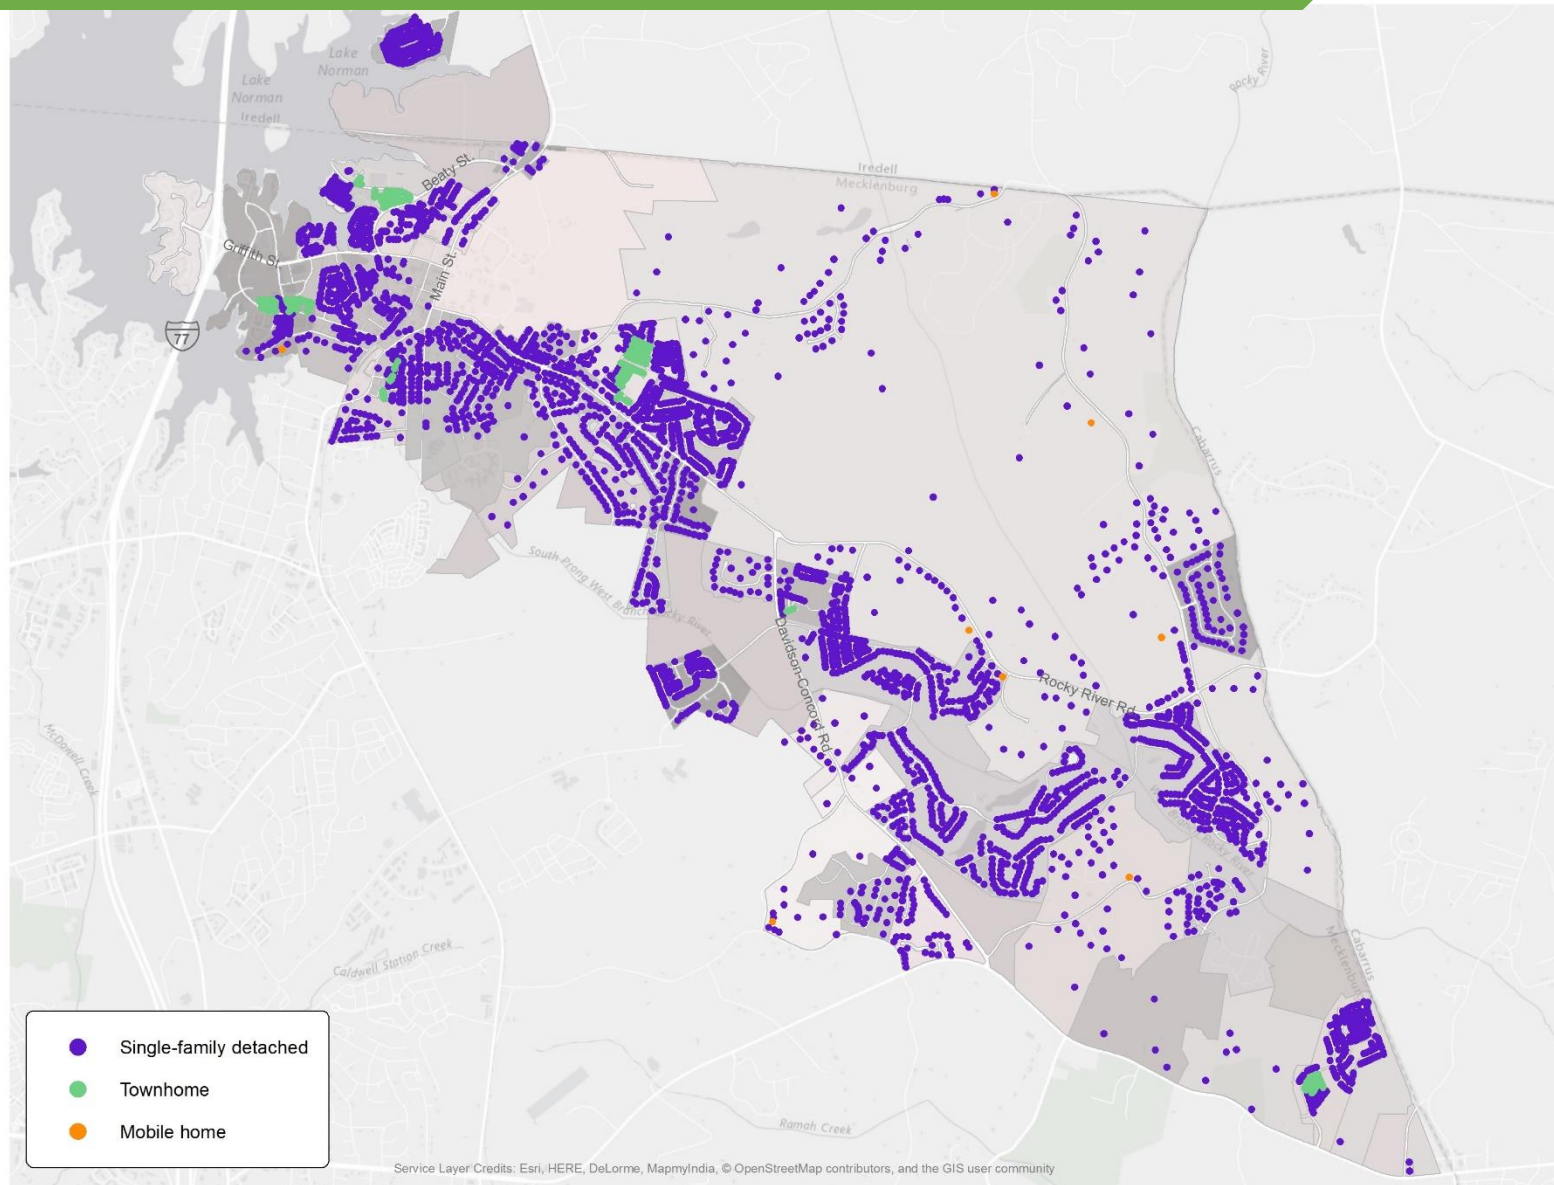 Lake
Norman
Lake
Norman
Iredell
Rocky River
Beaty St.
Iredell
Mecklenburg
Griffith St.
Main St.
77
Cabarrus
South Prong West Branch Rocky River
Davidson-Concord Rd.
Rocky River Rd.
McDowell Creek
Rocky River
Caldwell Station Creek
Cabarrus
Mecklenburg
Single-family detached
Townhome
Mobile home
Ramah Creek
Service Layer Credits: Esri, HERE, DeLorme, MapmyIndia, © OpenStreetMap contributors, and the GIS user community